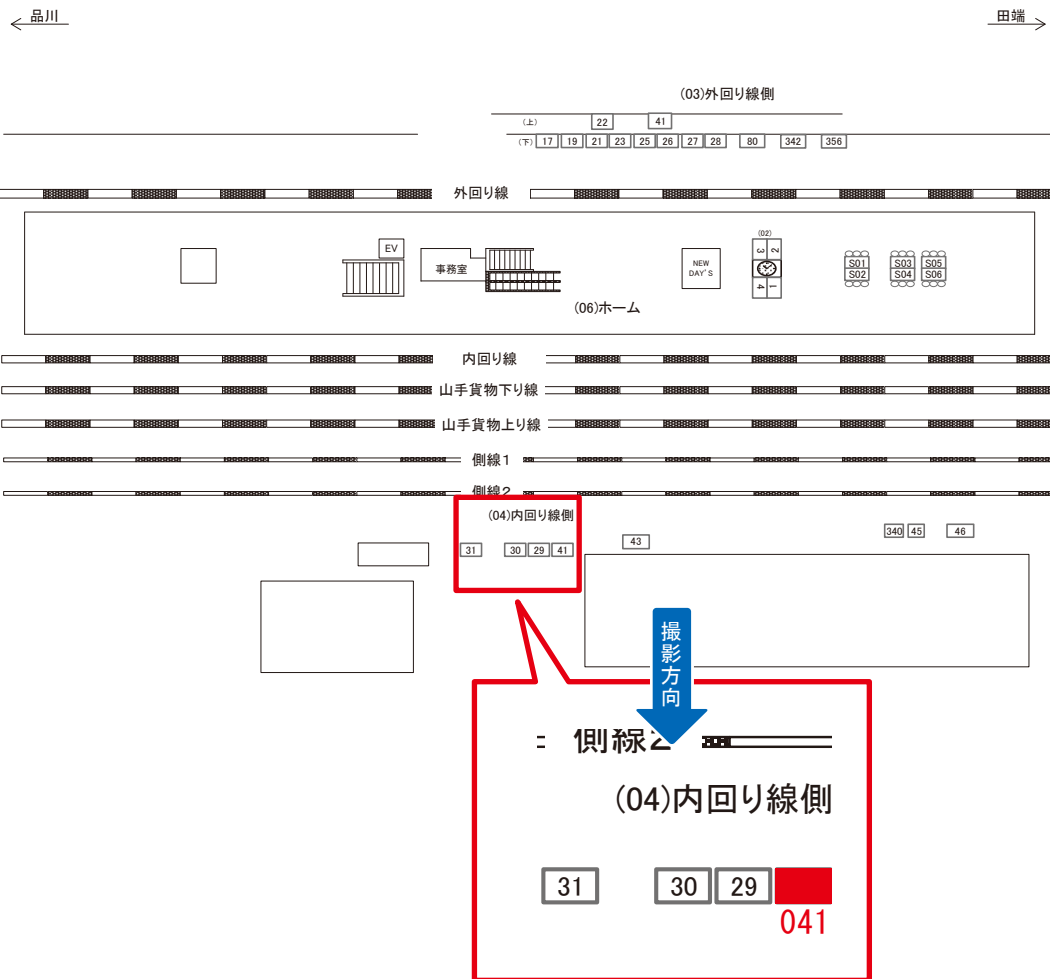 品川
田端
(03)外回り線側
(上) 22 41
(下) 17 19 21 23 25 26 27 28 80 342 356
外回り線
EV
事務室
NEW
DAY'S
(02)
3 2
4 1
S01 S03 S05
S02 S04 S06
(06)ホーム
内回り線
山手貨物下り線
山手貨物上り線
側線1
側線2
(04)内回り線側
31 30 29 41
43
340 45 46
撮影方向
側線2
(04)内回り線側
31 30 29
041